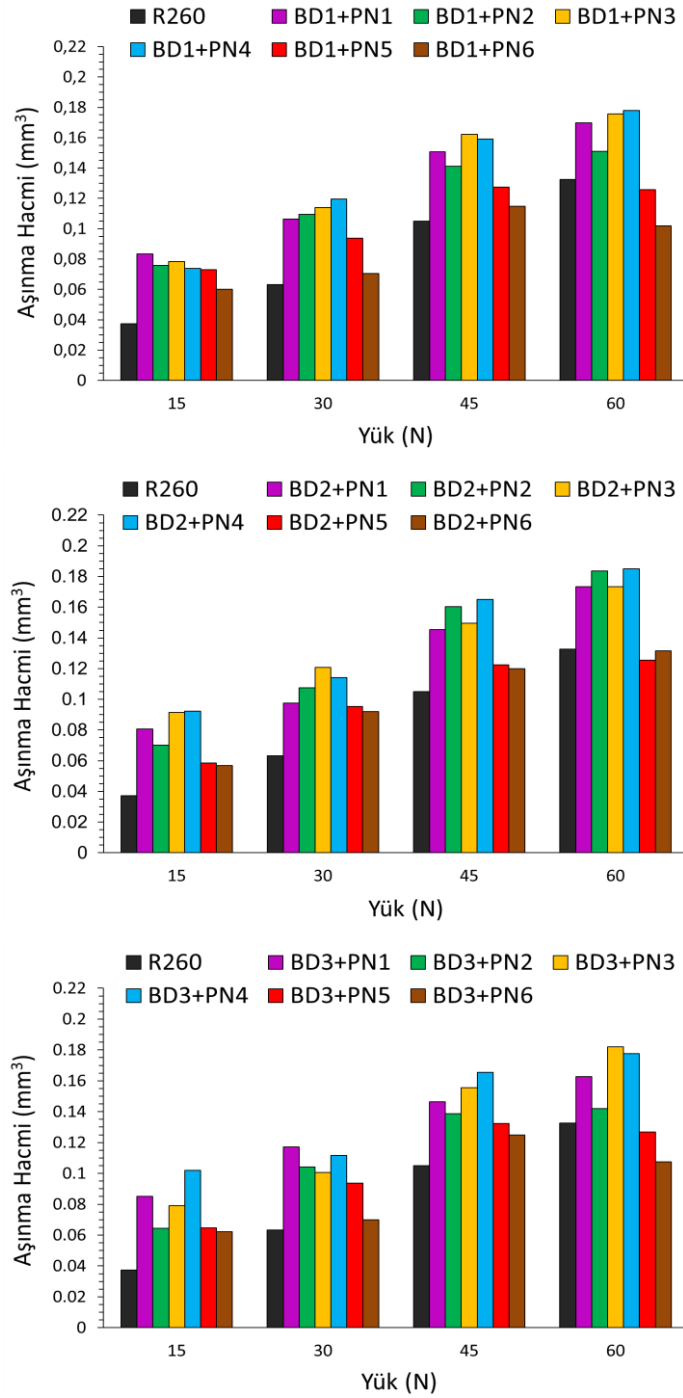 R260 BD1+PN1 BD1+PN2 BD1+PN3
BD1+PN4 BD1+PN5 BD1+PN6
Aşınma Hacmi (mm³)
0,22
0,2
0,18
0,16
0,14
0,12
0,1
0,08
0,06
0,04
0,02
0
15 30 45 60
Yük (N)
R260 BD2+PN1 BD2+PN2 BD2+PN3
BD2+PN4 BD2+PN5 BD2+PN6
Aşınma Hacmi (mm³)
0.22
0.2
0.18
0.16
0.14
0.12
0.1
0.08
0.06
0.04
0.02
0
15 30 45 60
Yük (N)
R260 BD3+PN1 BD3+PN2 BD3+PN3
BD3+PN4 BD3+PN5 BD3+PN6
Aşınma Hacmi (mm³)
0.22
0.2
0.18
0.16
0.14
0.12
0.1
0.08
0.06
0.04
0.02
0
15 30 45 60
Yük (N)